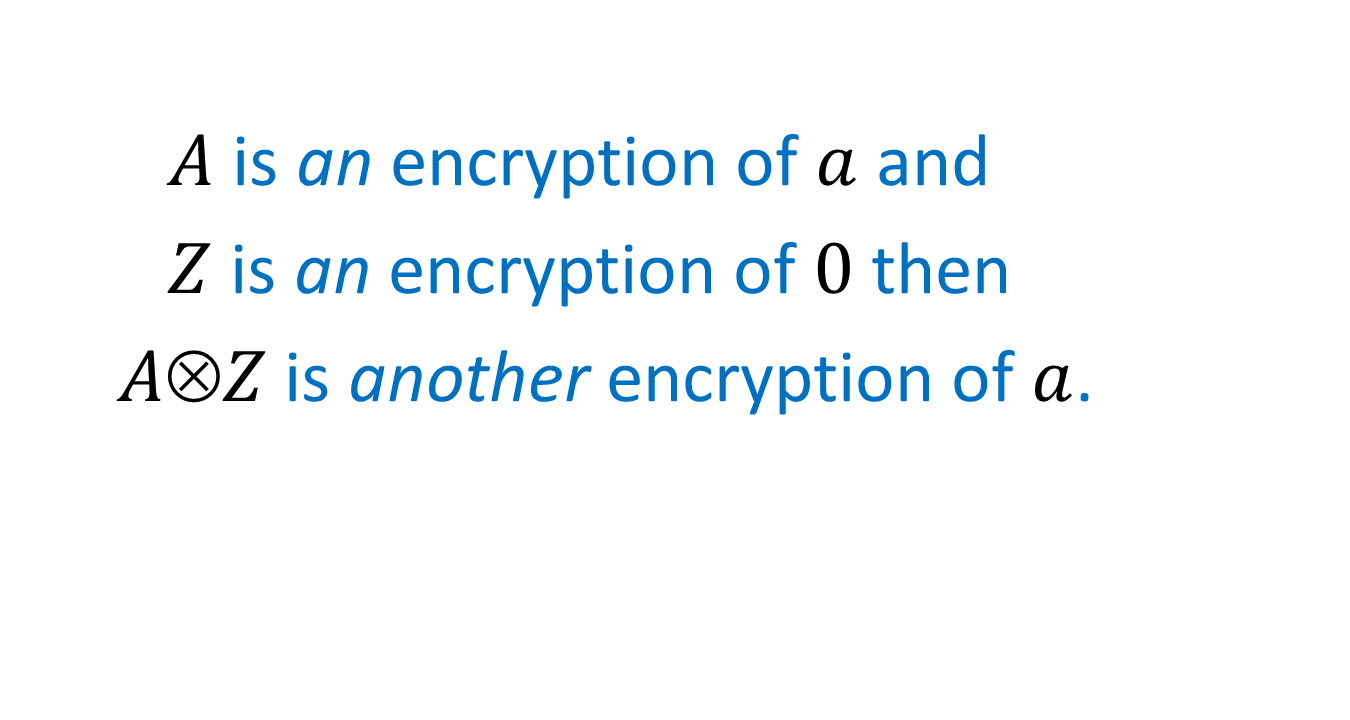 A is an encryption of a and
Z is an encryption of 0 then
A⊗Z is another encryption of a.